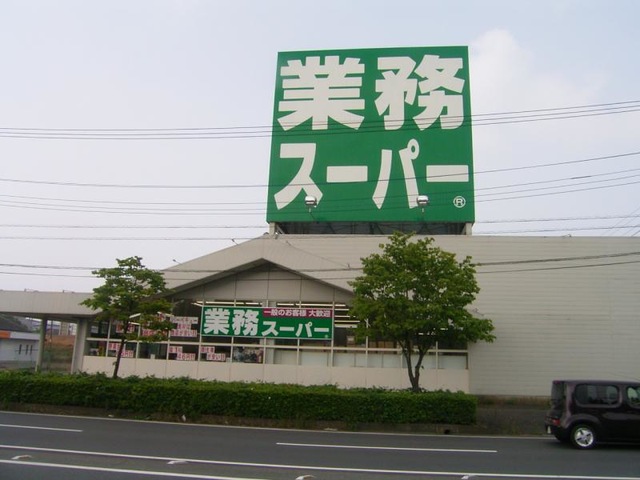 業務
スーパー®
一般のお客様 大歓迎
業務スーパー